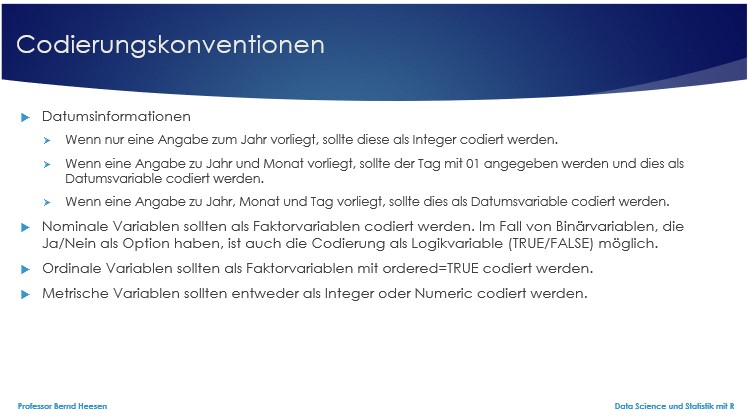 Codierungskonventionen
Datumsinformationen
Wenn nur eine Angabe zum Jahr vorliegt, sollte diese als Integer codiert werden.
Wenn eine Angabe zu Jahr und Monat vorliegt, sollte der Tag mit 01 angegeben werden und dies als
Datumsvariable codiert werden.
Wenn eine Angabe zu Jahr, Monat und Tag vorliegt, sollte dies als Datumsvariable codiert werden.
Nominale Variablen sollten als Faktorvariablen codiert werden. Im Fall von Binärvariablen, die
Ja/Nein als Option haben, ist auch die Codierung als Logikvariable (TRUE/FALSE) möglich.
Ordinale Variablen sollten als Faktorvariablen mit ordered=TRUE codiert werden.
Metrische Variablen sollten entweder als Integer oder Numeric codiert werden.
Professor Bernd Heesen
Data Science und Statistik mit R